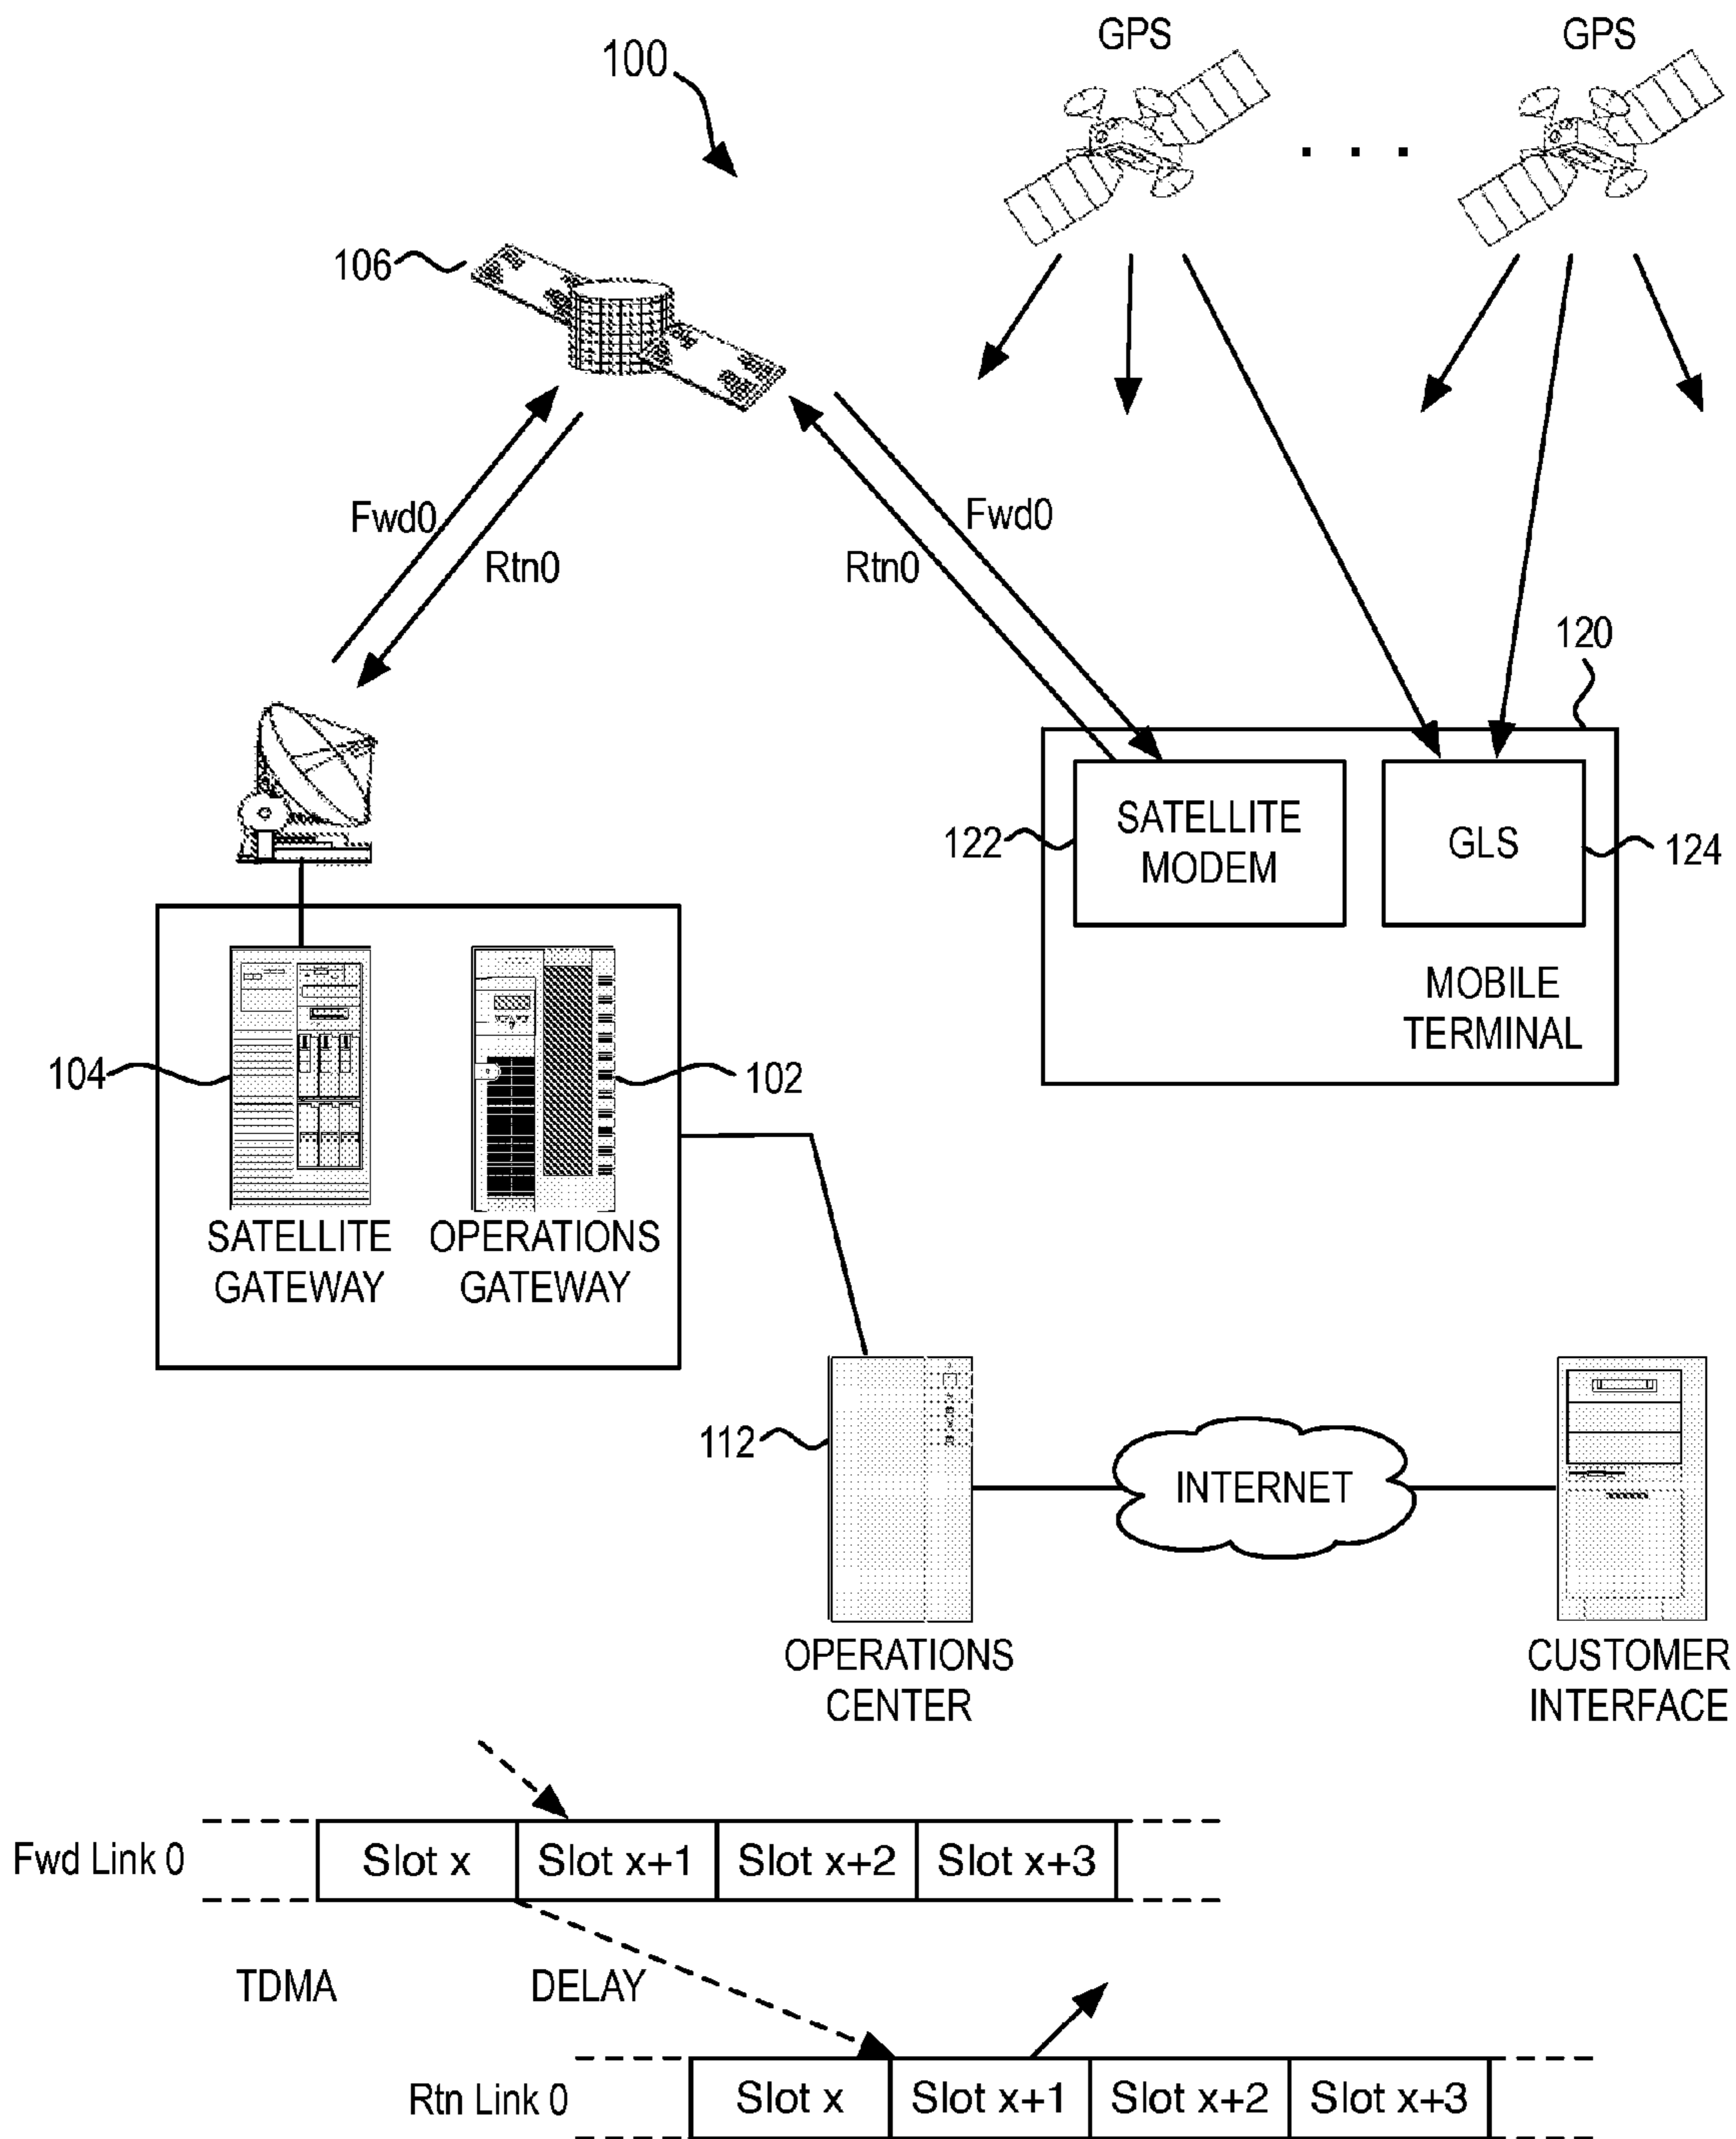 GPS
GPS
100
106
Fwd0
Rtn0
Fwd0
Rtn0
120
122
SATELLITE
MODEM
GLS
124
MOBILE
TERMINAL
104
102
SATELLITE
GATEWAY
OPERATIONS
GATEWAY
112
INTERNET
OPERATIONS
CENTER
CUSTOMER
INTERFACE
Fwd Link 0
Slot x
Slot x+1
Slot x+2
Slot x+3
TDMA
DELAY
Rtn Link 0
Slot x
Slot x+1
Slot x+2
Slot x+3